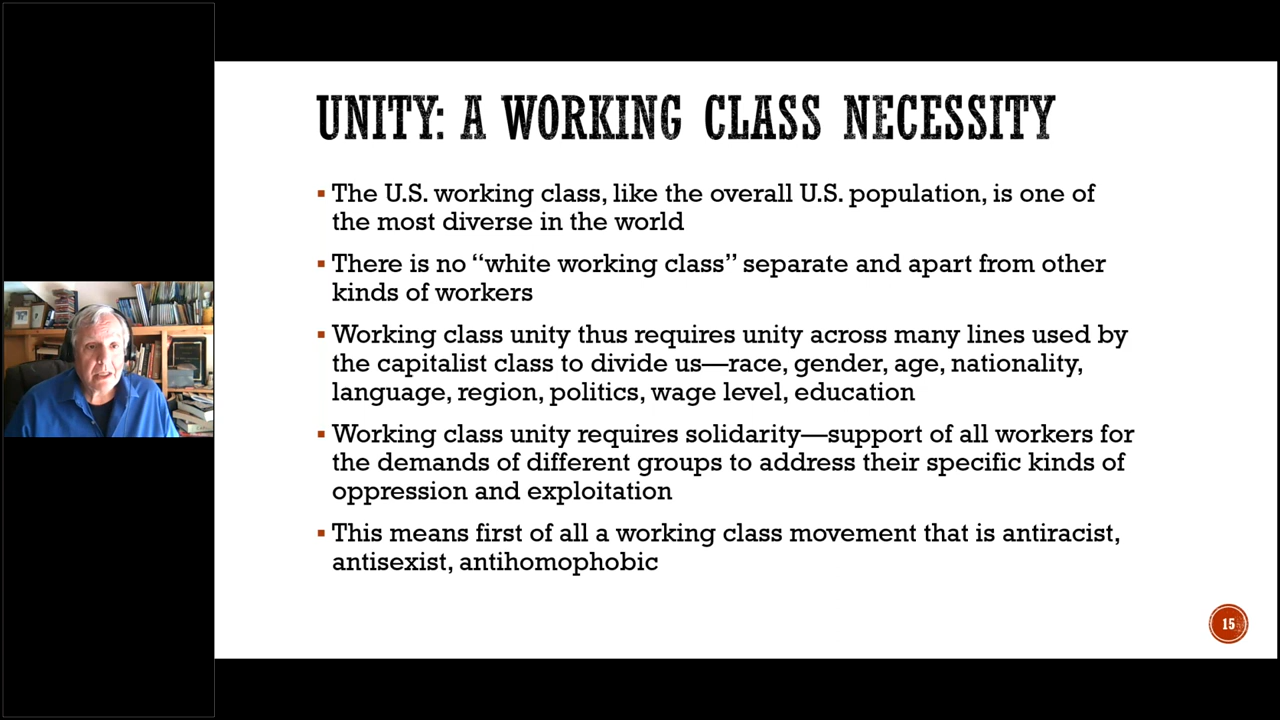 UNITY: A WORKING CLASS NECESSITY
▪ The U.S. working class, like the overall U.S. population, is one of
the most diverse in the world
▪ There is no “white working class” separate and apart from other
kinds of workers
▪ Working class unity thus requires unity across many lines used by
the capitalist class to divide us—race, gender, age, nationality,
language, region, politics, wage level, education
▪ Working class unity requires solidarity—support of all workers for
the demands of different groups to address their specific kinds of
oppression and exploitation
▪ This means first of all a working class movement that is antiracist,
antisexist, antihomophobic
15